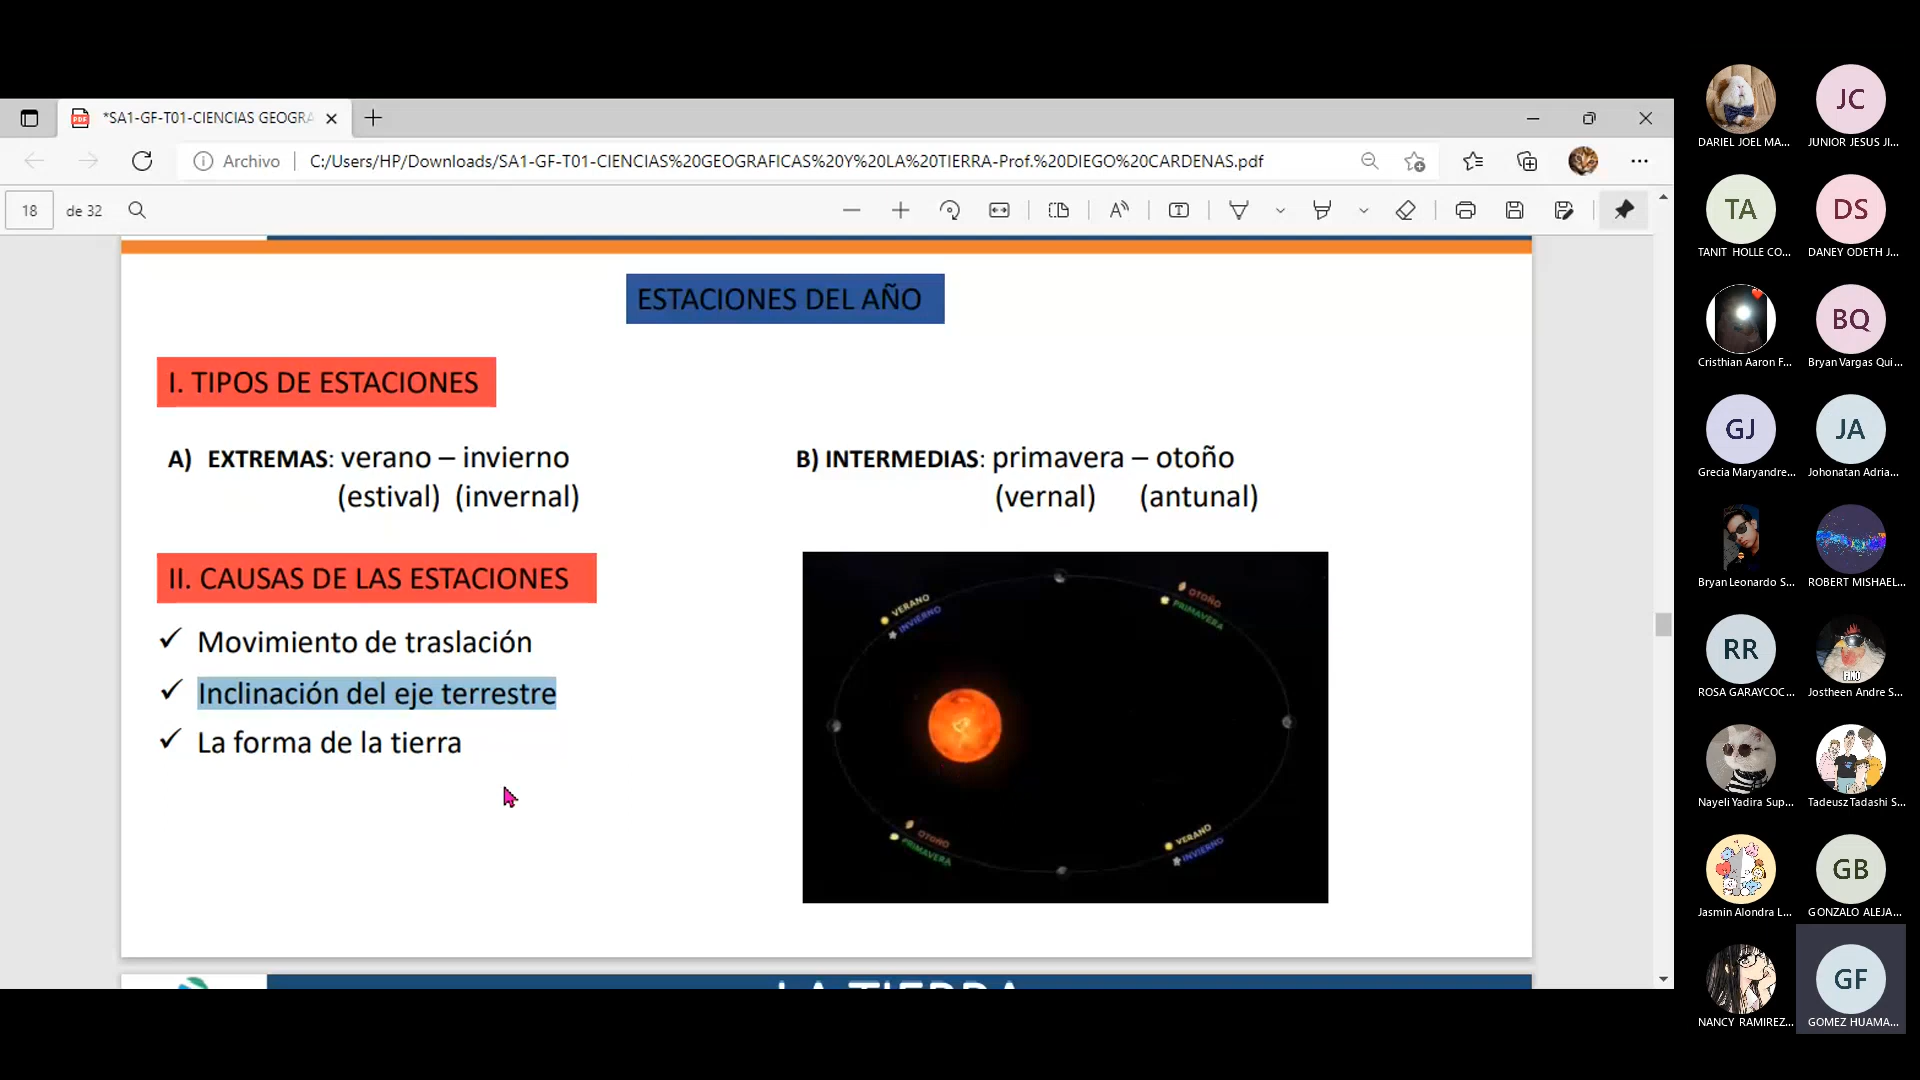 *SA1-GF-T01-CIENCIAS GEOGRA
Archivo
C:/Users/HP/Downloads/SA1-GF-T01-CIENCIAS%20GEOGRAFICAS%20Y%20LA%20TIERRA-Prof.%20DIEGO%20CARDENAS.pdf
18 de 32
ESTACIONES DEL AÑO
I. TIPOS DE ESTACIONES
A) EXTREMAS: verano – invierno
(estival) (invernal)
B) INTERMEDIAS: primavera – otoño
(vernal) (antunal)
II. CAUSAS DE LAS ESTACIONES
✓ Movimiento de traslación
✓ Inclinación del eje terrestre
✓ La forma de la tierra
VERANO
INVIERNO
OTOÑO
PRIMAVERA
OTOÑO
PRIMAVERA
VERANO
INVIERNO
LA TIERRA
DARIEL JOEL MA...
JC
JUNIOR JESUS JI...
TA
TANIT HOLLE CO...
DS
DANEY ODETH J...
Cristhian Aaron F...
BQ
Bryan Vargas Qui...
GJ
Grecia Maryandre...
JA
Johonatan Adria...
Bryan Leonardo S...
ROBERT MISHAEL...
RR
ROSA GARAYCOC...
FINO
Jostheen Andre S...
Nayeli Yadira Sup...
Tadeusz Tadashi S...
Jasmin Alondra L...
GB
GONZALO ALEJA...
NANCY RAMIREZ...
GF
GOMEZ HUAMA...